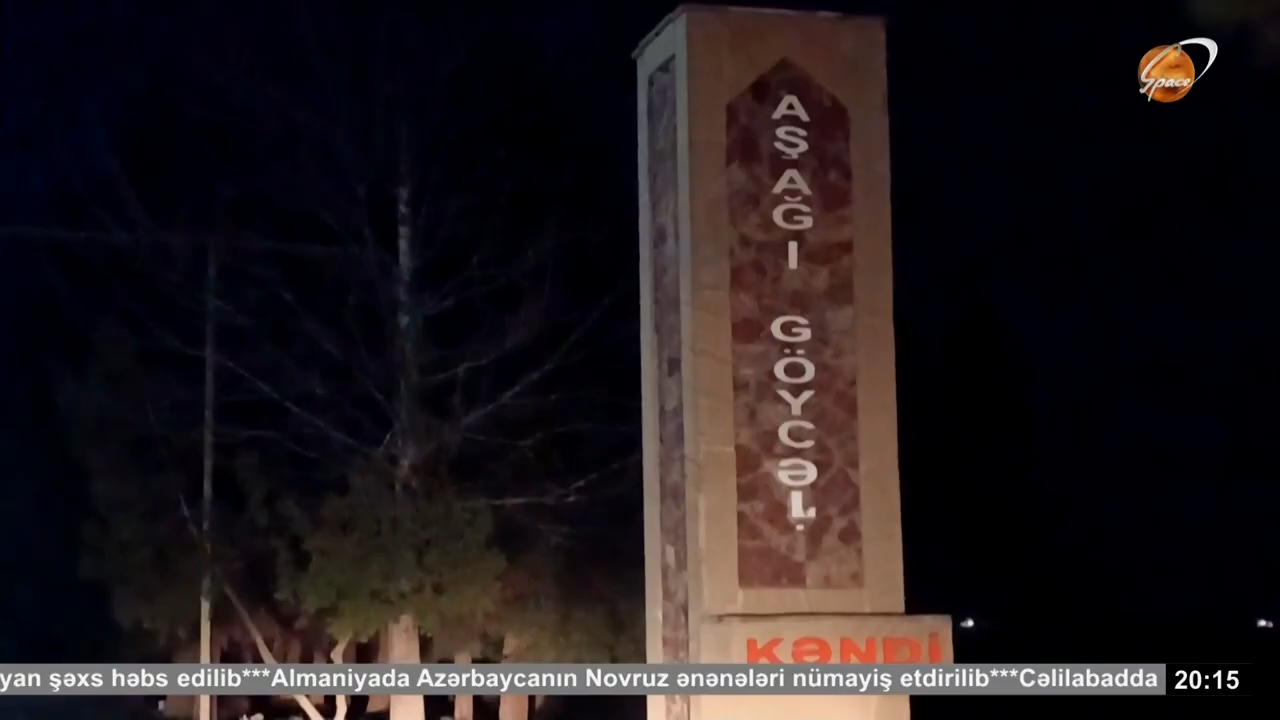 Space
AŞAĞI GÖYCƏL
KƏNDİ
yan şəxs həbs edilib***Almaniyada Azərbaycanın Novruz ənənələri nümayiş etdirilib***Cəlilabadda
20:15